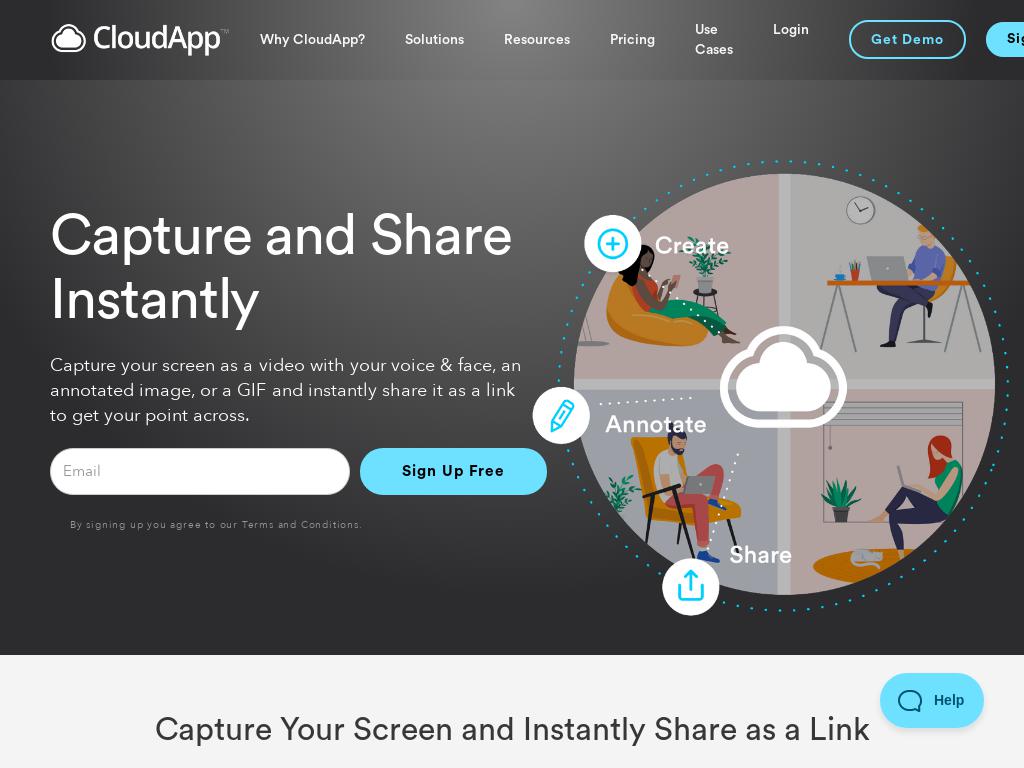 CloudApp™
Why CloudApp?
Solutions
Resources
Pricing
Use
Cases
Login
Get Demo
Capture and Share
Instantly
Capture your screen as a video with your voice & face, an
annotated image, or a GIF and instantly share it as a link
to get your point across.
Email
Sign Up Free
By signing up you agree to our Terms and Conditions.
Create
Annotate
Share
Capture Your Screen and Instantly Share as a Link
Help